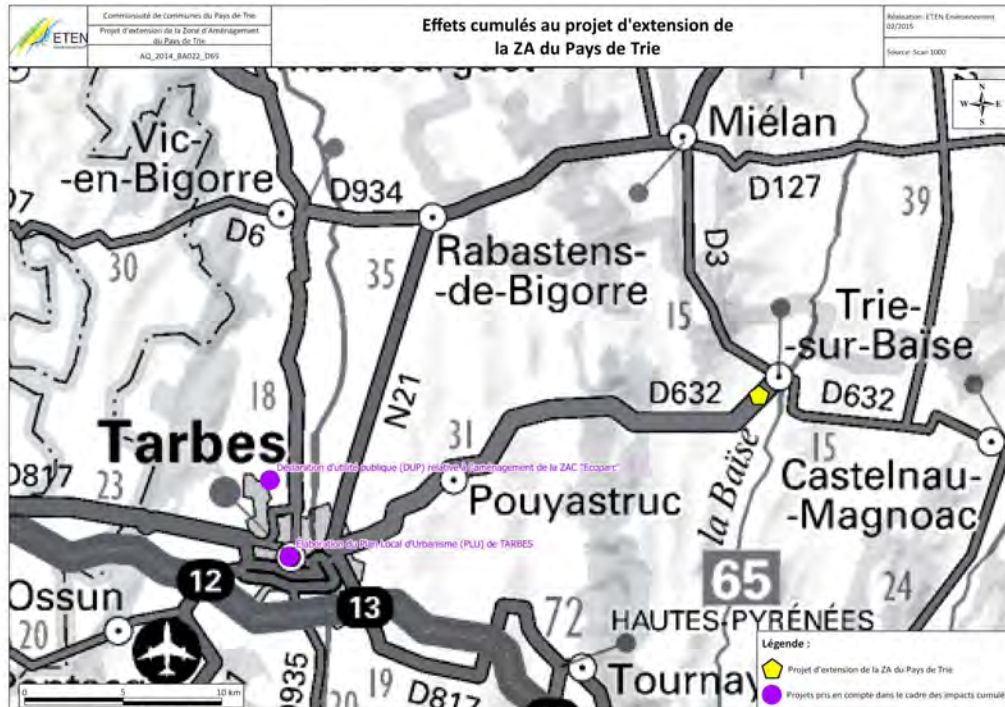 ETEN
Communauté de communes du Pays de Trie
Projet d'extension de la Zone d'Aménagement
du Pays de Trie
AQ_2014_BA022_D65
Effets cumulés au projet d'extension de
la ZA du Pays de Trie
Réalisation: ETEN Environnement
02/2015
Source: Scan 1000
N
W E
S
Miélan
Vic-
-en-Bigorre
D934
D127
D6
39
30
35
Rabastens-
-de-Bigorre
D3
15
Trie-
-sur-Baïse
N21
18
D632
D632
15
Tarbes
31
Déclaration d'utilité publique (DUP) relative à l'aménagement de la ZAC "Ecoparc"
D817
23
Pouyastruc
la Baïse
Castelnau-
-Magnoac
Elaboration du Plan Local d'Urbanisme (PLU) de TARBES
12
13
65
24
Ossun
20
72
HAUTES-PYRÉNÉES
Tournay
D935
19
D817
0 5 10 km
Légende :
Projet d'extension de la ZA du Pays de Trie
Projets pris en compte dans le cadre des impacts cumulé